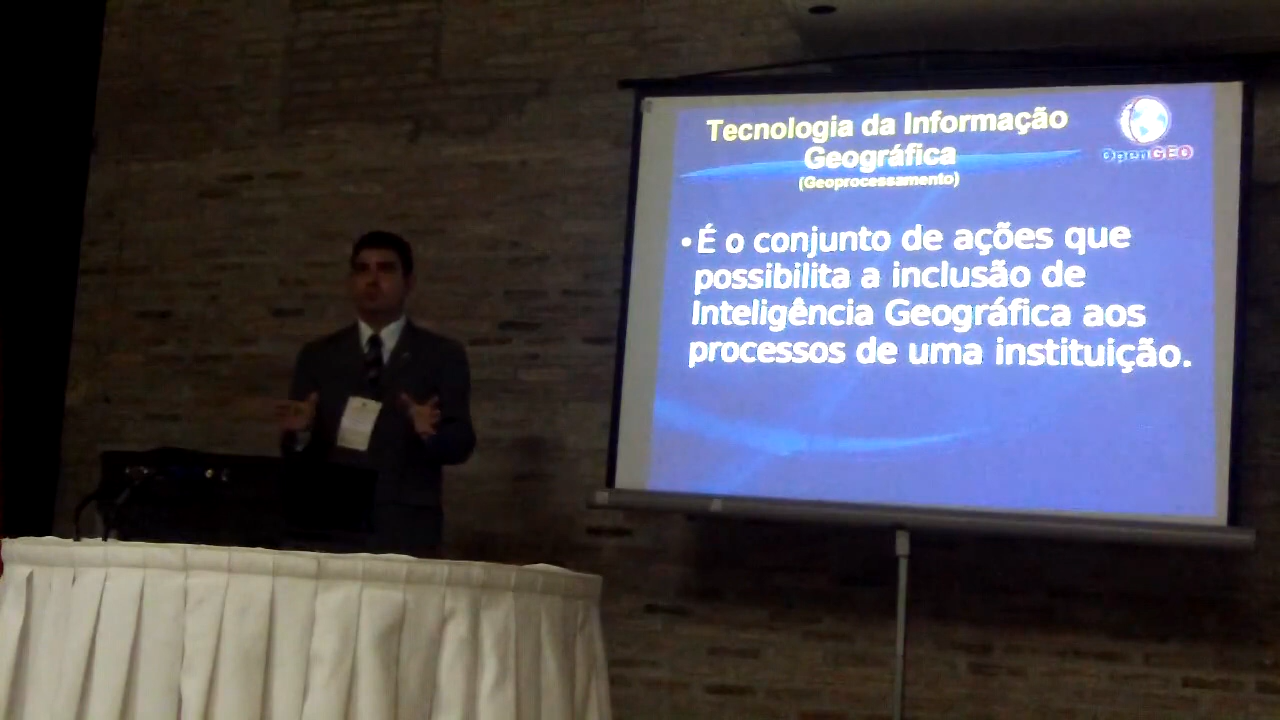 Tecnologia da Informação
Geográfica
(Geoprocessamento)
OpenGEO
• É o conjunto de ações que
possibilita a inclusão de
Inteligência Geográfica aos
processos de uma instituição.